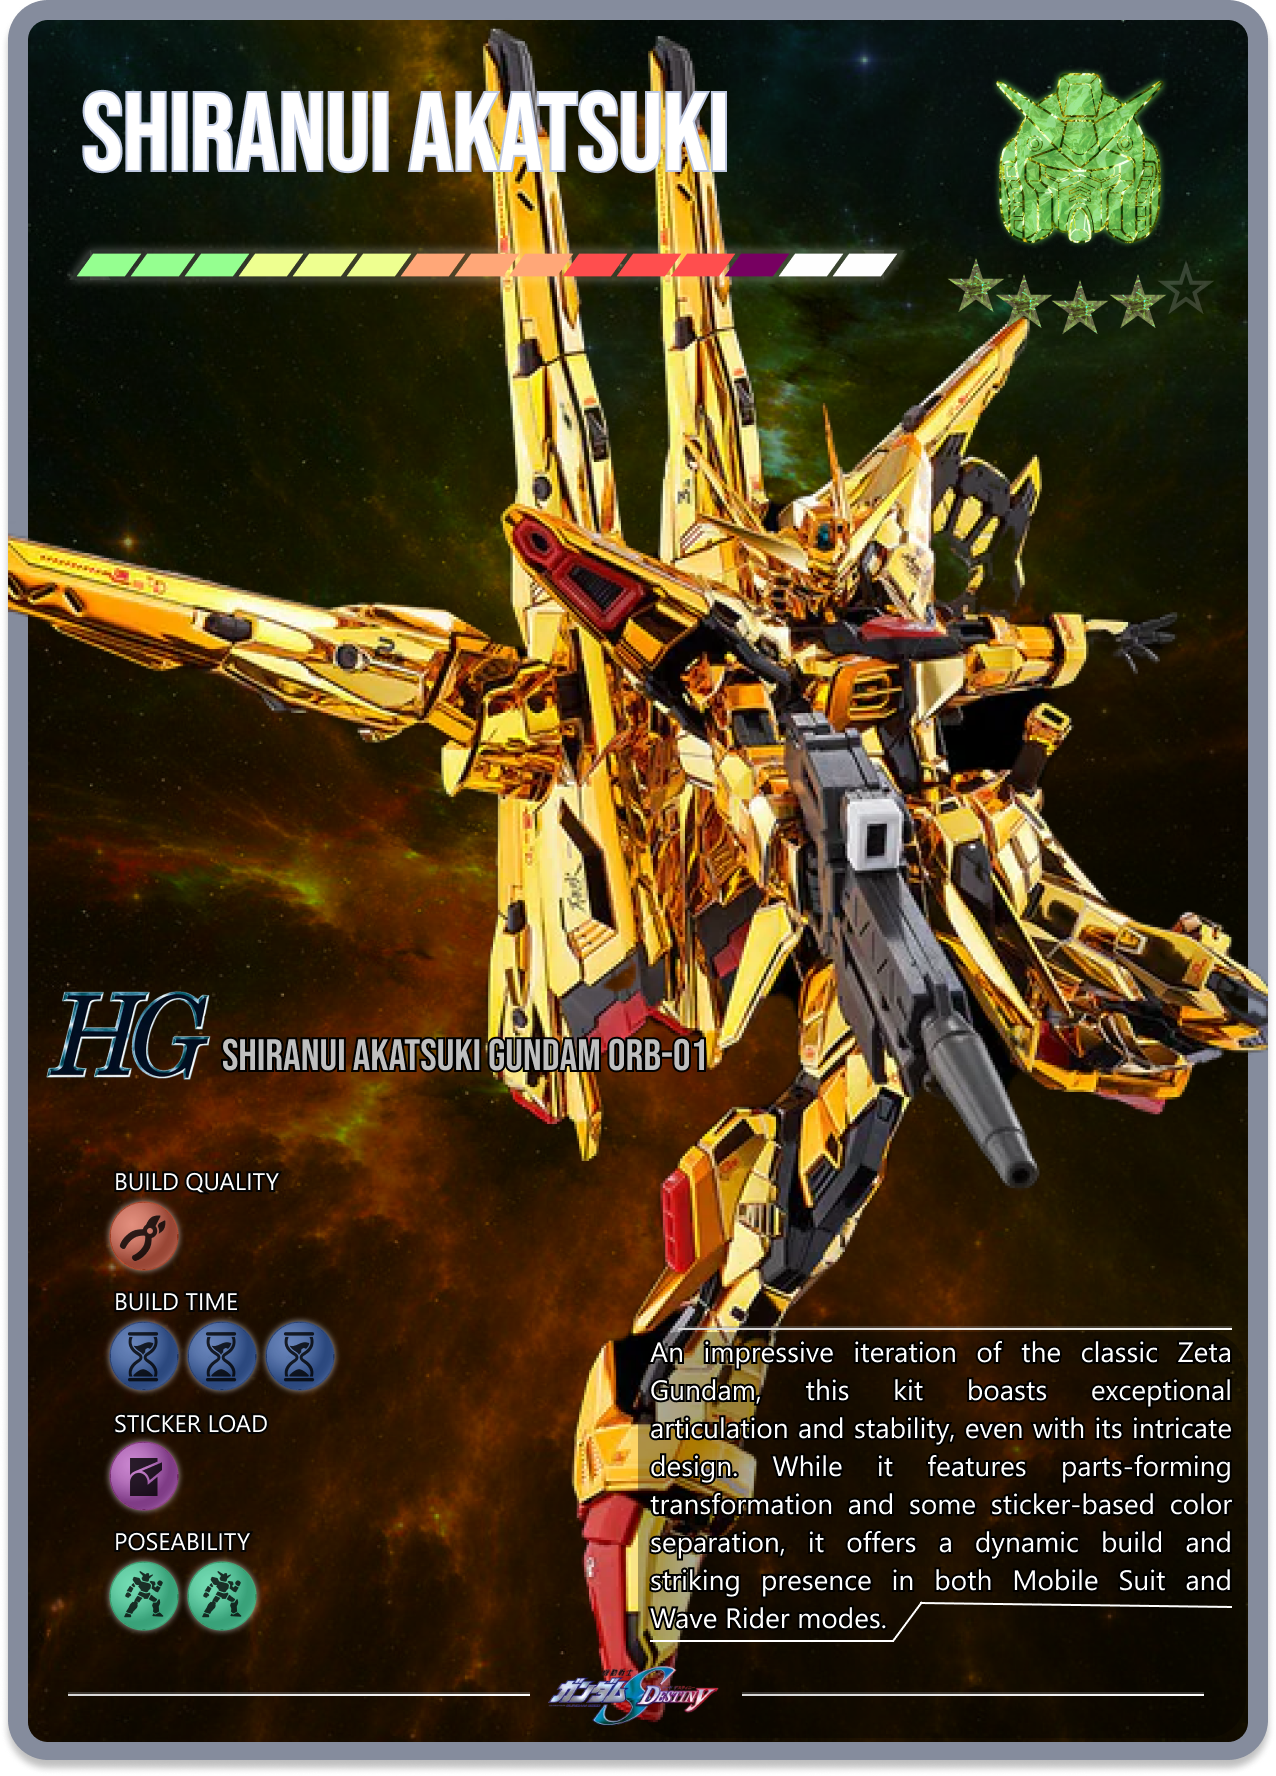 SHIRANUI AKATSUKI
HG
SHIRANUI AKATSUKI GUNDAM ORB-01
BUILD QUALITY
BUILD TIME
STICKER LOAD
POSEABILITY
An impressive iteration of the classic Zeta
Gundam, this kit boasts exceptional
articulation and stability, even with its intricate
design. While it features parts-forming
transformation and some sticker-based color
separation, it offers a dynamic build and
striking presence in both Mobile Suit and
Wave Rider modes.
ガンダム SEED DESTINY